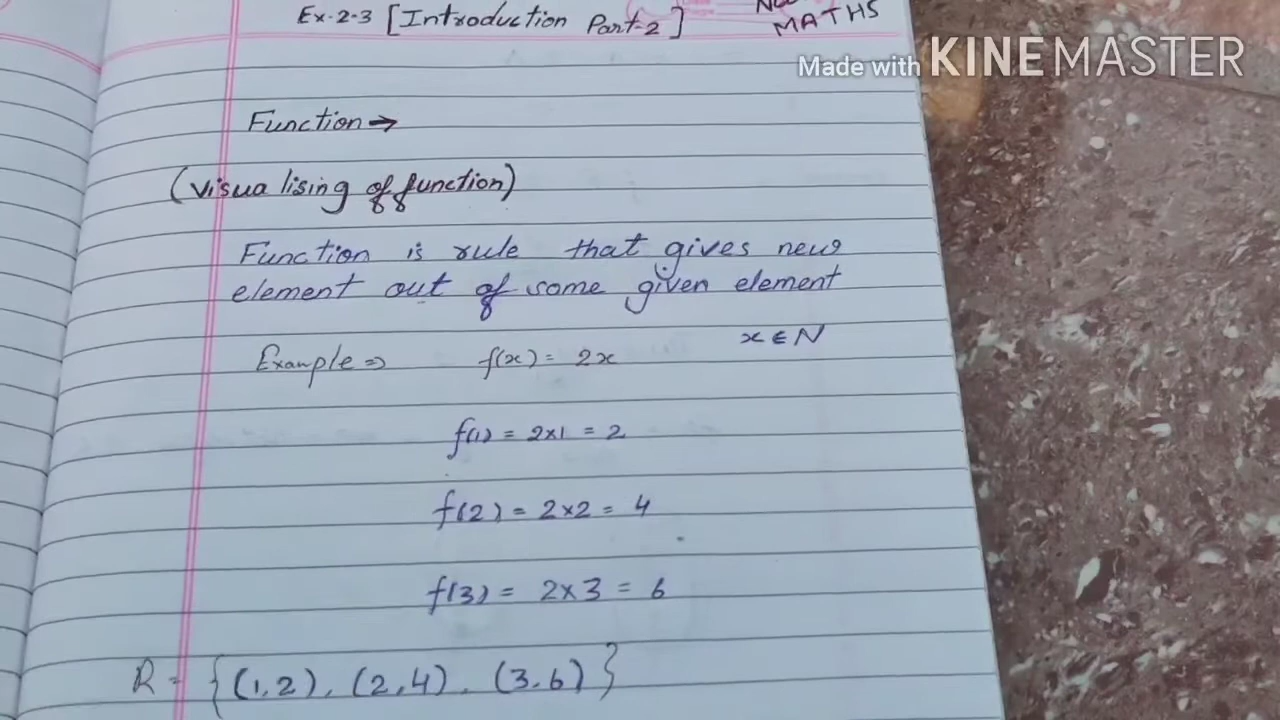 Ex-2.3 [Introduction Part-2]
MATHS
Made with KINEMASTER
Function →
(visualising of function)
Function is rule that gives new
element out of some given element
x ∈ N
Example ⇒ f(x) = 2x
f(1) = 2×1 = 2
f(2) = 2×2 = 4
f(3) = 2×3 = 6
R = {(1,2), (2,4), (3,6)}